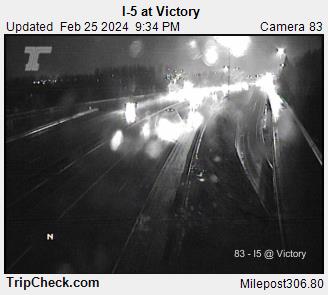 I-5 at Victory
Updated Feb 25 2024 9:34 PM Camera 83
T
N
83 - I5 @ Victory
TripCheck.com Milepost306.80